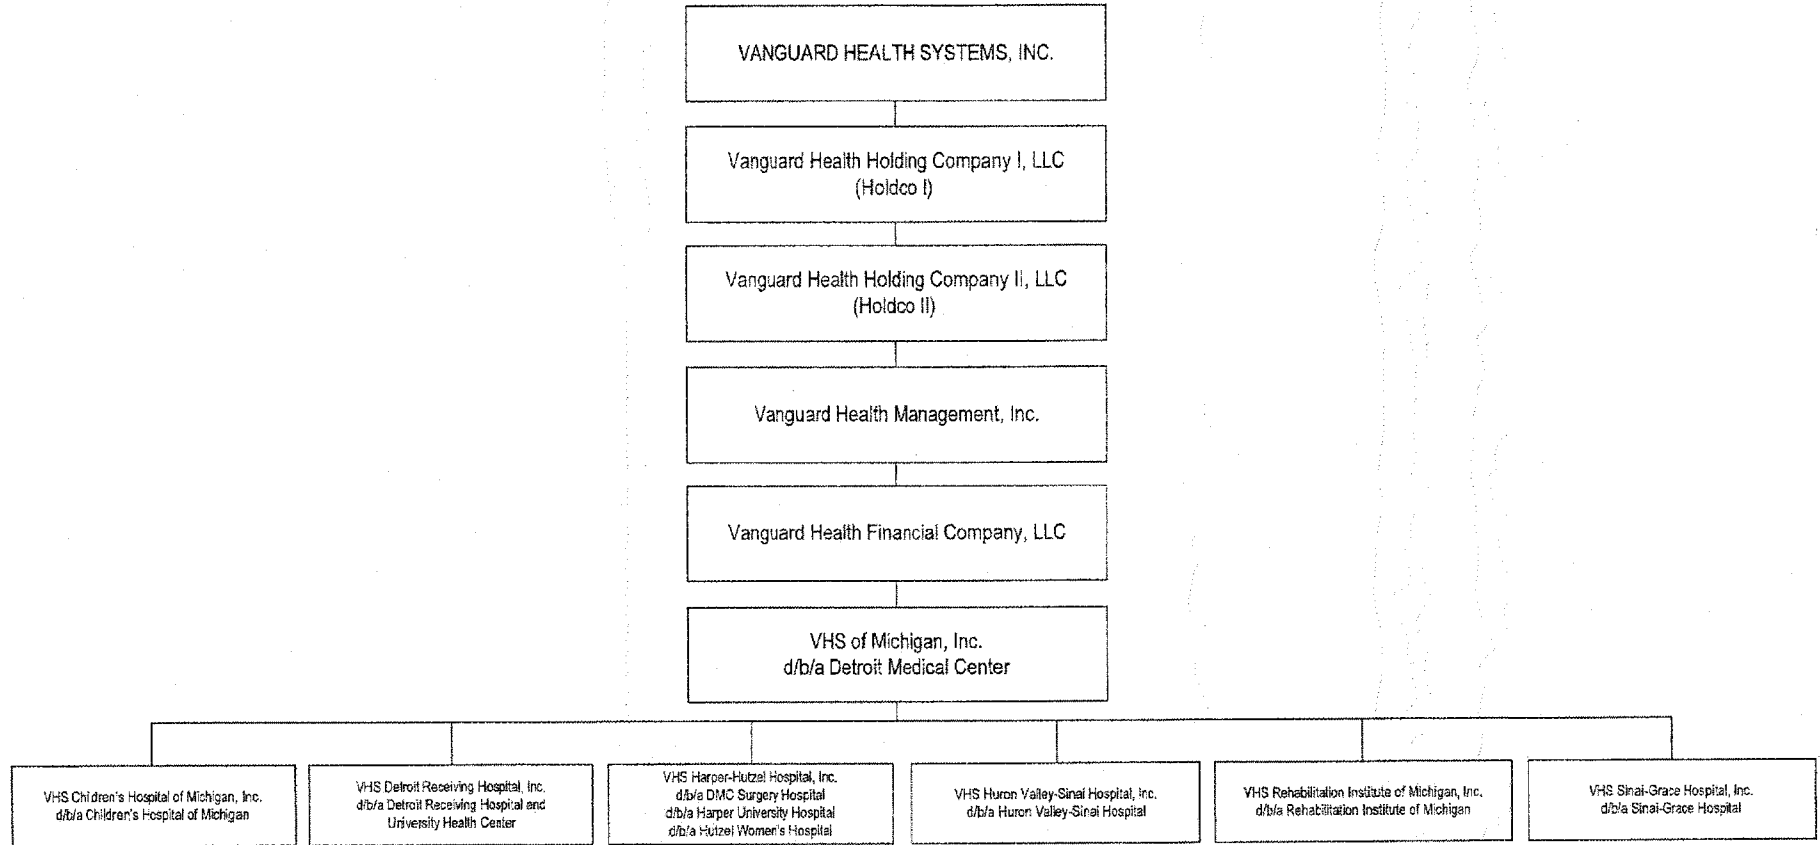 VANGUARD HEALTH SYSTEMS, INC.
Vanguard Health Holding Company I, LLC
(Holdco I)
Vanguard Health Holding Company II, LLC
(Holdco II)
Vanguard Health Management, Inc.
Vanguard Health Financial Company, LLC
VHS of Michigan, Inc.
d/b/a Detroit Medical Center
VHS Children's Hospital of Michigan, Inc.
d/b/a Children's Hospital of Michigan
VHS Detroit Receiving Hospital, Inc.
d/b/a Detroit Receiving Hospital and
University Health Center
VHS Harper-Hutzel Hospital, Inc.
d/b/a DMC Surgery Hospital
d/b/a Harper University Hospital
d/b/a Hutzel Women's Hospital
VHS Huron Valley-Sinai Hospital, Inc.
d/b/a Huron Valley-Sinai Hospital
VHS Rehabilitation Institute of Michigan, Inc.
d/b/a Rehabilitation Institute of Michigan
VHS Sinai-Grace Hospital, Inc.
d/b/a Sinai-Grace Hospital